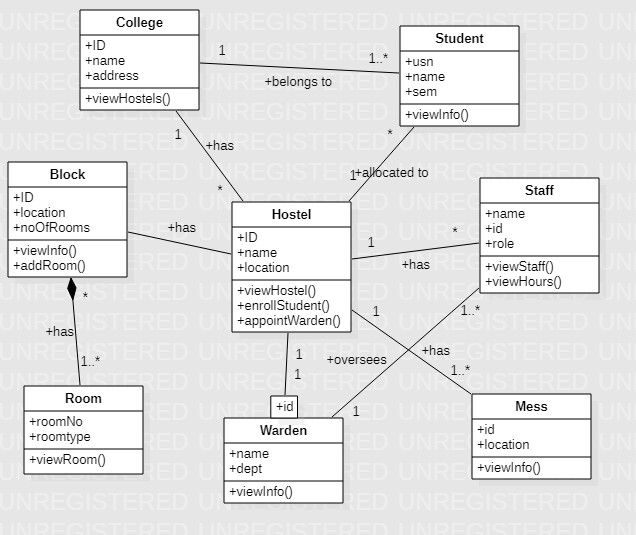 College
+ID
+name
+address
+viewHostels()
1
+belongs to
1..*
Student
+usn
+name
+sem
+viewInfo()
1
+has
*
*
1
+allocated to
Block
+ID
+location
+noOfRooms
+viewInfo()
+addRoom()
+has
Hostel
+ID
+name
+location
+viewHostel()
+enrollStudent()
+appointWarden()
1
+has
*
Staff
+name
+id
+role
+viewStaff()
+viewHours()
*
+has
1..*
Room
+roomNo
+roomtype
+viewRoom()
1
1
+id
Warden
+name
+dept
+viewInfo()
1..*
+oversees
1
1
+has
1..*
Mess
+id
+location
+viewInfo()
UNREGISTERED